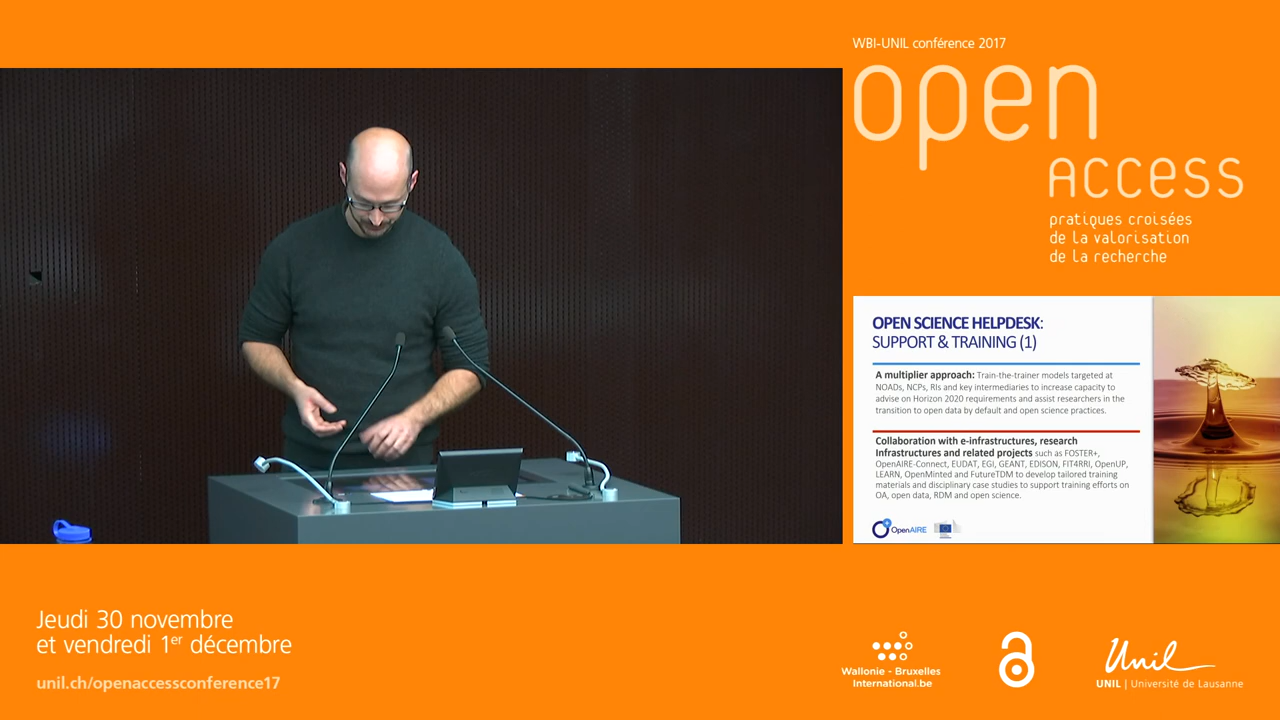 WBI-UNIL conférence 2017
open
access
pratiques croisées
de la valorisation
de la recherche
OPEN SCIENCE HELPDESK:
SUPPORT & TRAINING (1)
A multiplier approach: Train-the-trainer models targeted at
NOADs, NCPs, RIs and key intermediaries to increase capacity to
advise on Horizon 2020 requirements and assist researchers in the
transition to open data by default and open science practices.
Collaboration with e-infrastructures, research
Infrastructures and related projects such as FOSTER+,
OpenAIRE-Connect, EUDAT, EGI, GEANT, EDISON, FIT4RRI, OpenUP,
LEARN, OpenMinted and FutureTDM to develop tailored training
materials and disciplinary case studies to support training efforts on
OA, open data, RDM and open science.
OpenAIRE
Jeudi 30 novembre
et vendredi 1er décembre
unil.ch/openaccessconference17
Wallonie - Bruxelles
International.be
Unil
UNIL | Université de Lausanne